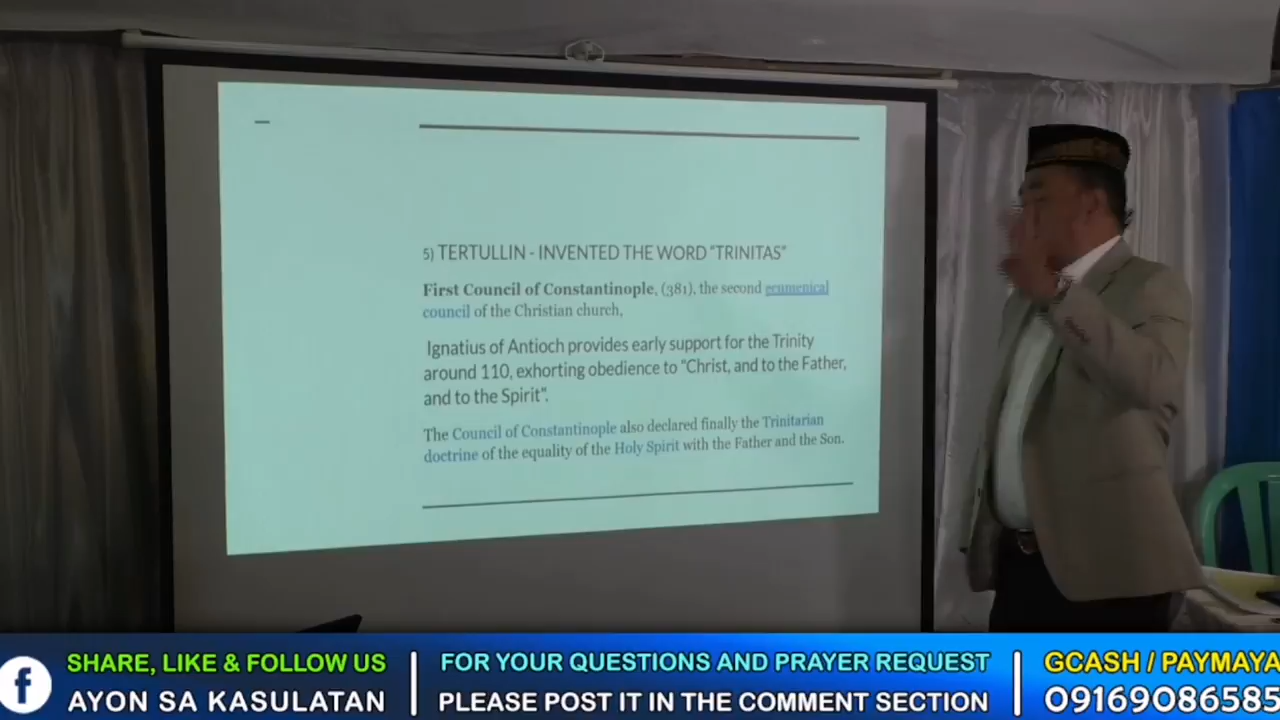 5) TERTULLIN - INVENTED THE WORD “TRINITAS”
First Council of Constantinople, (381), the second ecumenical
council of the Christian church,
Ignatius of Antioch provides early support for the Trinity
around 110, exhorting obedience to “Christ, and to the Father,
and to the Spirit”.
The Council of Constantinople also declared finally the Trinitarian
doctrine of the equality of the Holy Spirit with the Father and the Son.
f
SHARE, LIKE & FOLLOW US
AYON SA KASULATAN
FOR YOUR QUESTIONS AND PRAYER REQUEST
PLEASE POST IT IN THE COMMENT SECTION
GCASH / PAYMAYA
09169086585